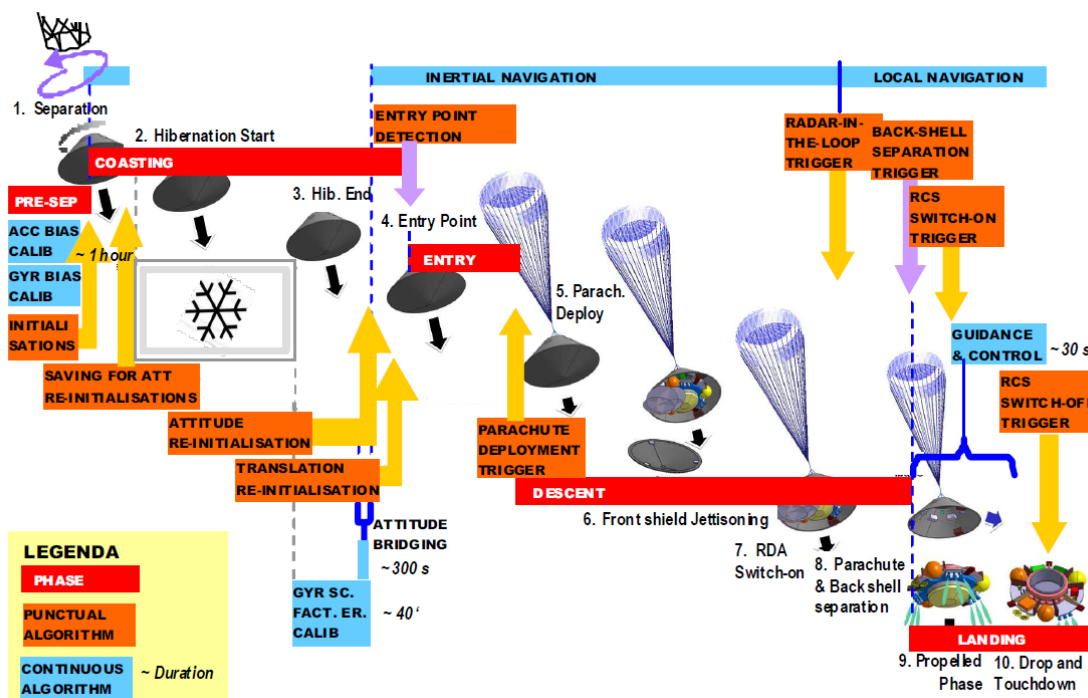 INERTIAL NAVIGATION
LOCAL NAVIGATION
1. Separation
2. Hibernation Start
ENTRY POINT
DETECTION
RADAR-IN-
THE-LOOP
TRIGGER
BACK-SHELL
SEPARATION
TRIGGER
COASTING
PRE-SEP
3. Hib. End
4. Entry Point
RCS
SWITCH-ON
TRIGGER
ACC BIAS
CALIB
~ 1 hour
GYR BIAS
CALIB
ENTRY
5. Parach.
Deploy
INITIALI
SATIONS
GUIDANCE
& CONTROL
~ 30 s
SAVING FOR ATT
RE-INITIALISATIONS
RCS
SWITCH-OFF
TRIGGER
ATTITUDE
RE-INITIALISATION
PARACHUTE
DEPLOYMENT
TRIGGER
TRANSLATION
RE-INITIALISATION
DESCENT
6. Front shield Jettisoning
ATTITUDE
BRIDGING
~ 300 s
7. RDA
Switch-on
8. Parachute
& Back shell
separation
GYR SC.
FACT. ER.
CALIB
~ 40‘
LANDING
9. Propelled
Phase
10. Drop and
Touchdown
LEGENDA
PHASE
PUNCTUAL
ALGORITHM
CONTINUOUS
ALGORITHM
~ Duration